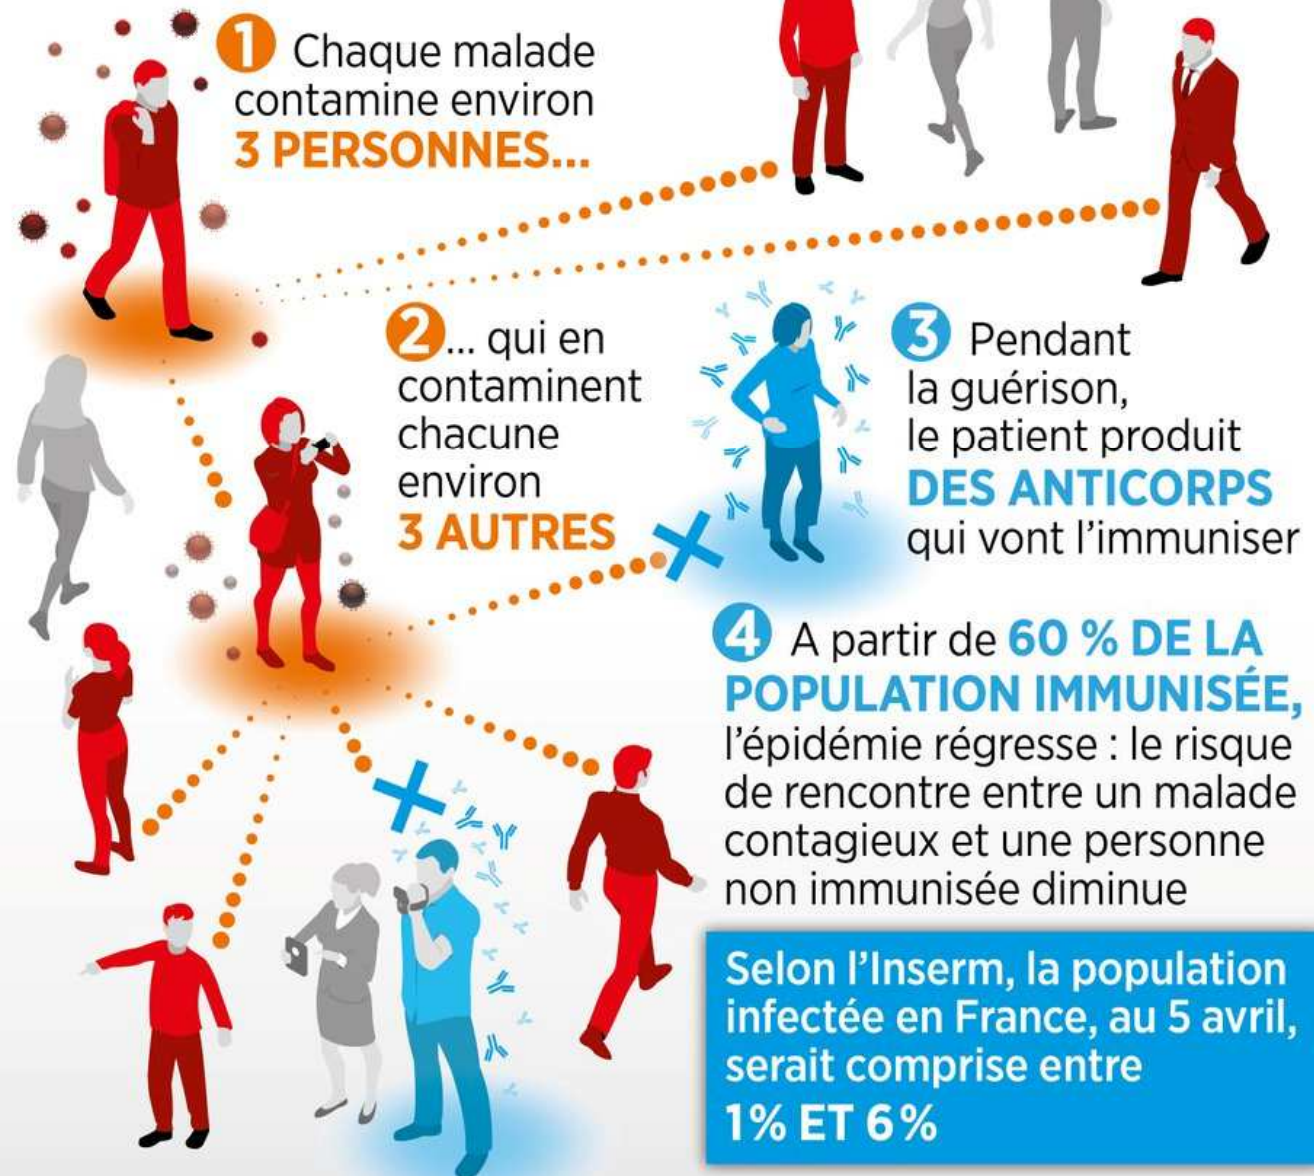 1 Chaque malade
contamine environ
3 PERSONNES...
2 ... qui en
contaminent
chacune
environ
3 AUTRES
3 Pendant
la guérison,
le patient produit
DES ANTICORPS
qui vont l'immuniser
4 A partir de 60 % DE LA
POPULATION IMMUNISÉE,
l'épidémie régresse : le risque
de rencontre entre un malade
contagieux et une personne
non immunisée diminue
Selon l'Inserm, la population
infectée en France, au 5 avril,
serait comprise entre
1% ET 6%